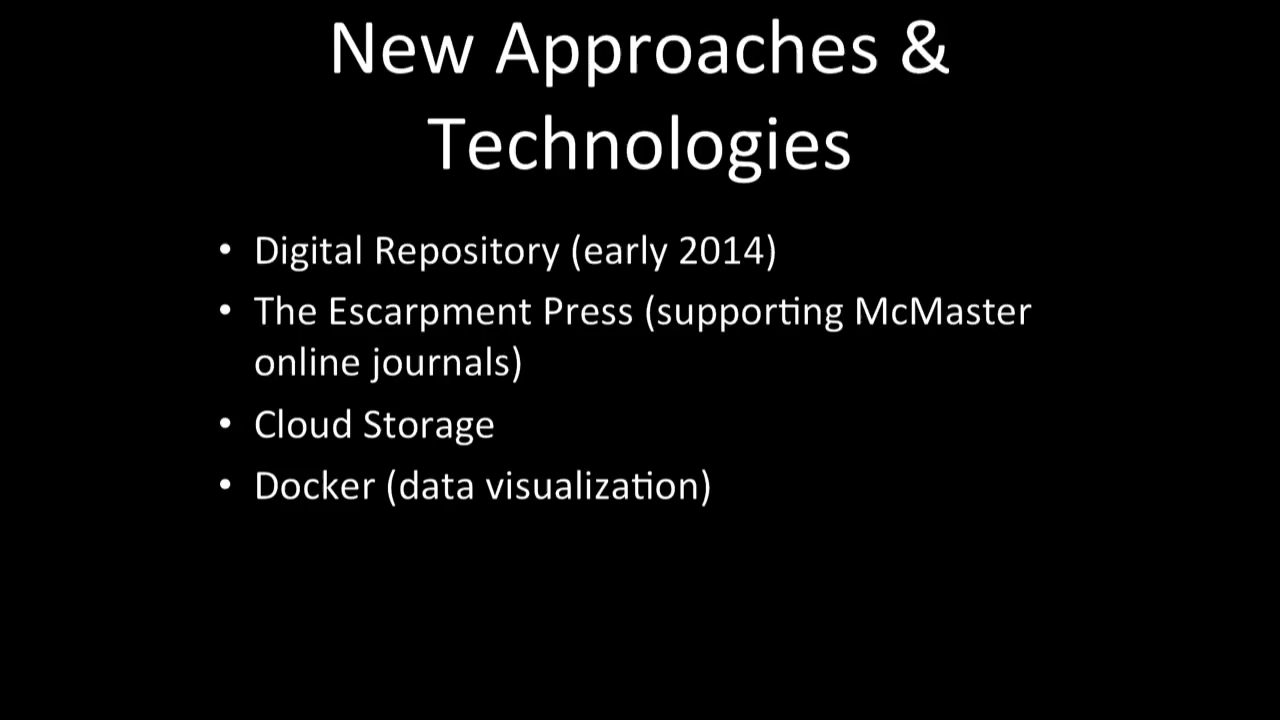 New Approaches &
Technologies
• Digital Repository (early 2014)
• The Escarpment Press (supporting McMaster
online journals)
• Cloud Storage
• Docker (data visualization)